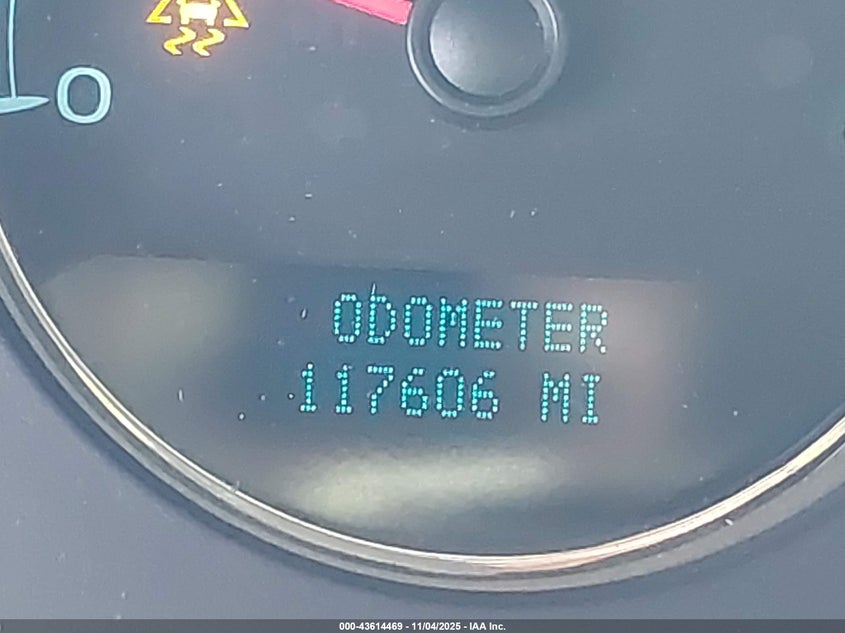 0
ODOMETER
117606 MI
000-43614469 - 11/04/2025 - IAA Inc.